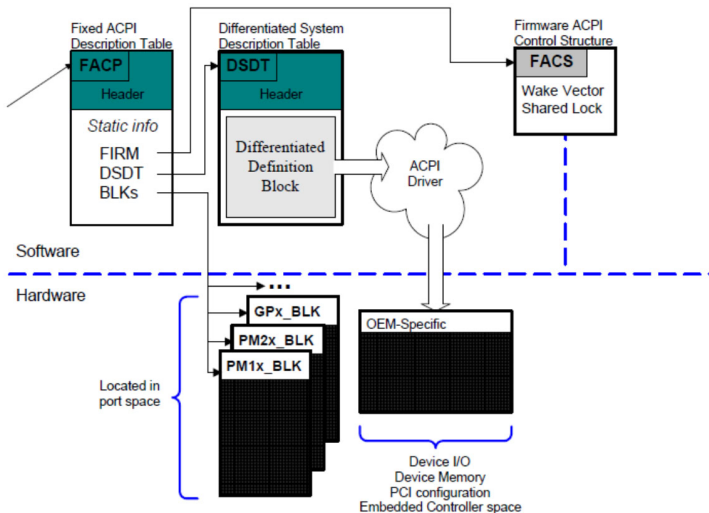 Fixed ACPI
Description Table
FACP
Header
Static info
FIRM
DSDT
BLKs
Differentiated System
Description Table
DSDT
Header
Differentiated
Definition
Block
ACPI
Driver
Firmware ACPI
Control Structure
FACS
Wake Vector
Shared Lock
Software
Hardware
...
GPx_BLK
PM2x_BLK
PM1x_BLK
Located in
port space
OEM-Specific
Device I/O
Device Memory
PCI configuration
Embedded Controller space